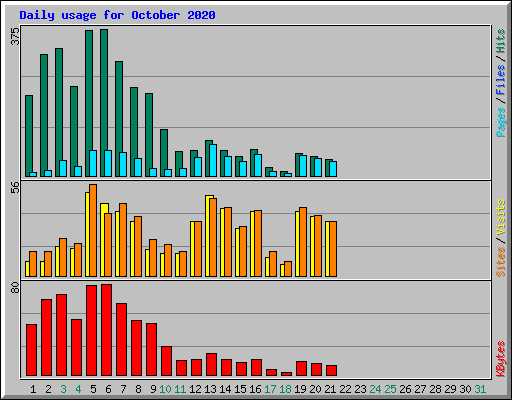 Daily usage for October 2020
375
56
80
Pages / Files / Hits
Sites / Visits
KBytes
1 2 3 4 5 6 7 8 9 10 11 12 13 14 15 16 17 18 19 20 21 22 23 24 25 26 27 28 29 30 31